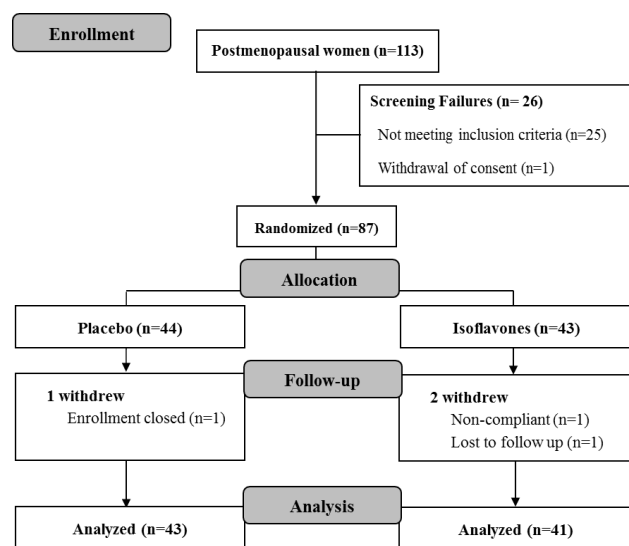 Enrollment
Postmenopausal women (n=113)
Screening Failures (n= 26)
Not meeting inclusion criteria (n=25)
Withdrawal of consent (n=1)
Randomized (n=87)
Allocation
Placebo (n=44)
Isoflavones (n=43)
Follow-up
1 withdrew
Enrollment closed (n=1)
2 withdrew
Non-compliant (n=1)
Lost to follow up (n=1)
Analysis
Analyzed (n=43)
Analyzed (n=41)